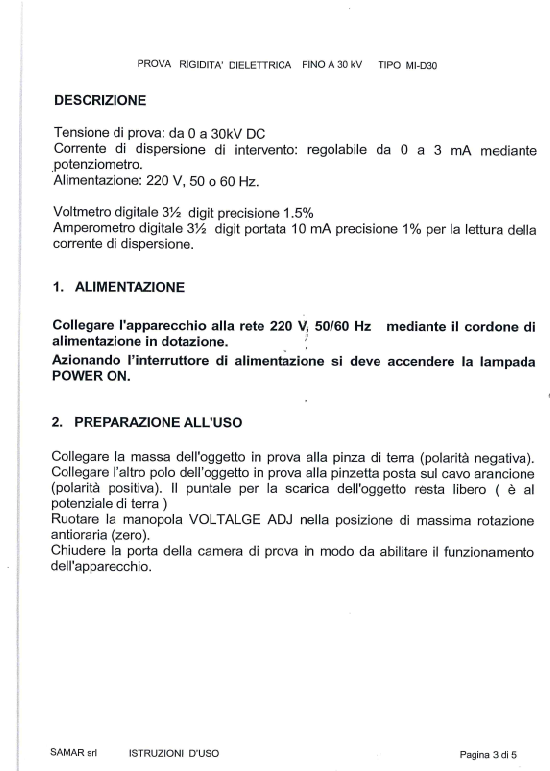 PROVA RIGIDITA' DIELETTRICA FINO A 30 kV TIPO MI-D30
DESCRIZIONE
Tensione di prova: da 0 a 30kV DC
Corrente di dispersione di intervento: regolabile da 0 a 3 mA mediante
potenziometro.
Alimentazione: 220 V, 50 o 60 Hz.
Voltmetro digitale 3½ digit precisione 1.5%
Amperometro digitale 3½ digit portata 10 mA precisione 1% per la lettura della
corrente di dispersione.
1. ALIMENTAZIONE
Collegare l'apparecchio alla rete 220 V, 50/60 Hz mediante il cordone di
alimentazione in dotazione.
Azionando l'interruttore di alimentazione si deve accendere la lampada
POWER ON.
2. PREPARAZIONE ALL'USO
Collegare la massa dell'oggetto in prova alla pinza di terra (polarità negativa).
Collegare l'altro polo dell'oggetto in prova alla pinzetta posta sul cavo arancione
(polarità positiva). Il puntale per la scarica dell'oggetto resta libero ( è al
potenziale di terra )
Ruotare la manopola VOLTALGE ADJ nella posizione di massima rotazione
antioraria (zero).
Chiudere la porta della camera di prova in modo da abilitare il funzionamento
dell'apparecchio.
SAMAR srl ISTRUZIONI D'USO Pagina 3 di 5